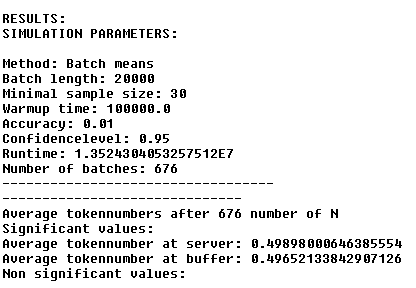 RESULTS:
SIMULATION PARAMETERS:
Method: Batch means
Batch length: 20000
Minimal sample size: 30
Warmup time: 100000.0
Accuracy: 0.01
Confidencelevel: 0.95
Runtime: 1.3524304053257512E7
Number of batches: 676
----------------------------------
------------------------------
Average tokennumbers after 676 number of N
Significant values:
Average tokennumber at server: 0.49898000646385554
Average tokennumber at buffer: 0.49652133842907126
Non significant values: